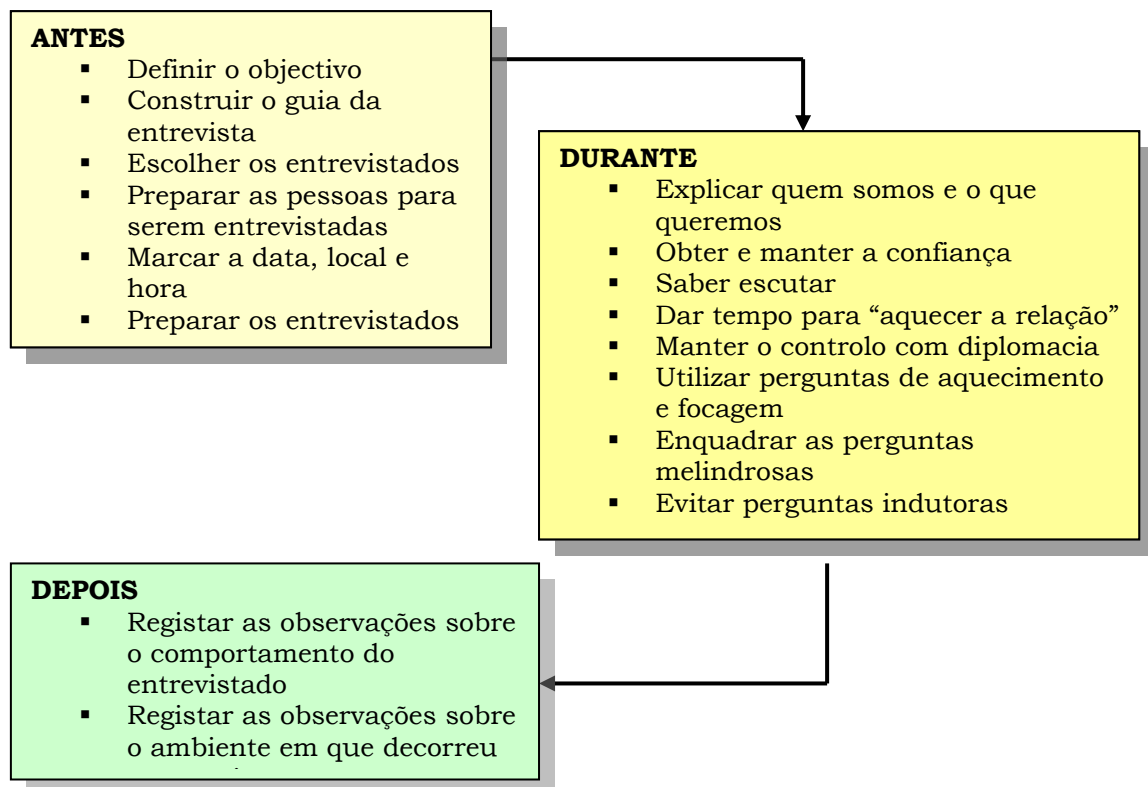 ANTES
▪ Definir o objectivo
▪ Construir o guia da
entrevista
▪ Escolher os entrevistados
▪ Preparar as pessoas para
serem entrevistadas
▪ Marcar a data, local e
hora
▪ Preparar os entrevistados
DURANTE
▪ Explicar quem somos e o que
queremos
▪ Obter e manter a confiança
▪ Saber escutar
▪ Dar tempo para “aquecer a relação”
▪ Manter o controlo com diplomacia
▪ Utilizar perguntas de aquecimento
e focagem
▪ Enquadrar as perguntas
melindrosas
▪ Evitar perguntas indutoras
DEPOIS
▪ Registar as observações sobre
o comportamento do
entrevistado
▪ Registar as observações sobre
o ambiente em que decorreu